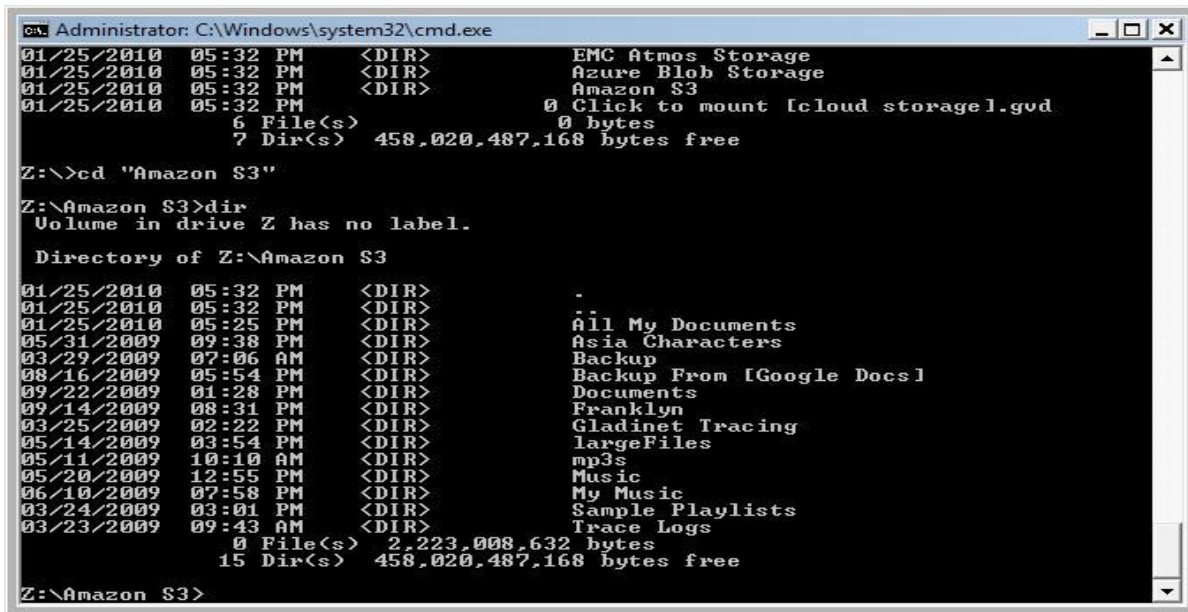 Administrator: C:\Windows\system32\cmd.exe
01/25/2010 05:32 PM <DIR> EMC Atmos Storage
01/25/2010 05:32 PM <DIR> Azure Blob Storage
01/25/2010 05:32 PM <DIR> Amazon S3
01/25/2010 05:32 PM 0 Click to mount [cloud storage].gvd
6 File(s) 0 bytes
7 Dir(s) 458,020,487,168 bytes free
Z:\>cd "Amazon S3"
Z:\Amazon S3>dir
Volume in drive Z has no label.
Directory of Z:\Amazon S3
01/25/2010 05:32 PM <DIR> .
01/25/2010 05:32 PM <DIR> ..
01/25/2010 05:25 PM <DIR> All My Documents
05/31/2009 09:38 PM <DIR> Asia Characters
03/29/2009 07:06 AM <DIR> Backup
08/16/2009 05:54 PM <DIR> Backup From [Google Docs]
09/22/2009 01:28 PM <DIR> Documents
09/14/2009 08:31 PM <DIR> Franklyn
03/25/2009 02:22 PM <DIR> Gladinet Tracing
05/14/2009 03:54 PM <DIR> largeFiles
05/11/2009 10:10 AM <DIR> mp3s
05/20/2009 12:55 PM <DIR> Music
06/10/2009 07:58 PM <DIR> My Music
03/24/2009 03:01 PM <DIR> Sample Playlists
03/23/2009 09:43 AM <DIR> Trace Logs
0 File(s) 2,223,008,632 bytes
15 Dir(s) 458,020,487,168 bytes free
Z:\Amazon S3>